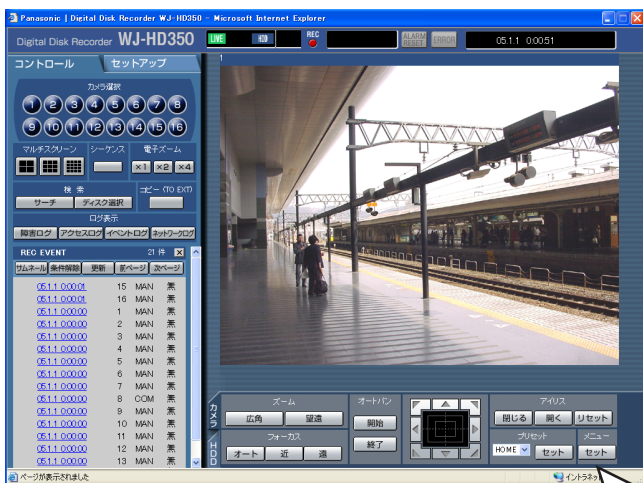 Panasonic | Digital Disk Recorder WJ-HD350 - Microsoft Internet Explorer
Digital Disk Recorder WJ-HD350
LIVE HDD REC ALARM RESET ERROR 05.1.1 0:00:51
コントロール セットアップ
1
カメラ選択
1 2 3 4 5 6 7 8
9 10 11 12 13 14 15 16
マルチスクリーン シーケンス 電子ズーム
×1 ×2 ×4
検索 コピー (TO EXT)
サーチ ディスク選択
ログ表示
障害ログ アクセスログ イベントログ ネットワークログ
REC EVENT 21 件
サムネール 条件解除 更新 前ページ 次ページ
05.1.1 0:00:01 15 MAN 無
05.1.1 0:00:01 16 MAN 無
05.1.1 0:00:00 1 MAN 無
05.1.1 0:00:00 2 MAN 無
05.1.1 0:00:00 3 MAN 無
05.1.1 0:00:00 4 MAN 無
05.1.1 0:00:00 5 MAN 無
05.1.1 0:00:00 6 MAN 無
05.1.1 0:00:00 7 MAN 無
05.1.1 0:00:00 8 COM 無
05.1.1 0:00:00 9 MAN 無
05.1.1 0:00:00 10 MAN 無
05.1.1 0:00:00 11 MAN 無
05.1.1 0:00:00 12 MAN 無
05.1.1 0:00:00 13 MAN 無
カメラ
HDD
ズーム オートパン アイリス
広角 望遠 開始 閉じる 開く リセット
フォーカス 終了 プリセット メニュー
オート 近 遠 HOME セット セット
ページが表示されました
イントラネット